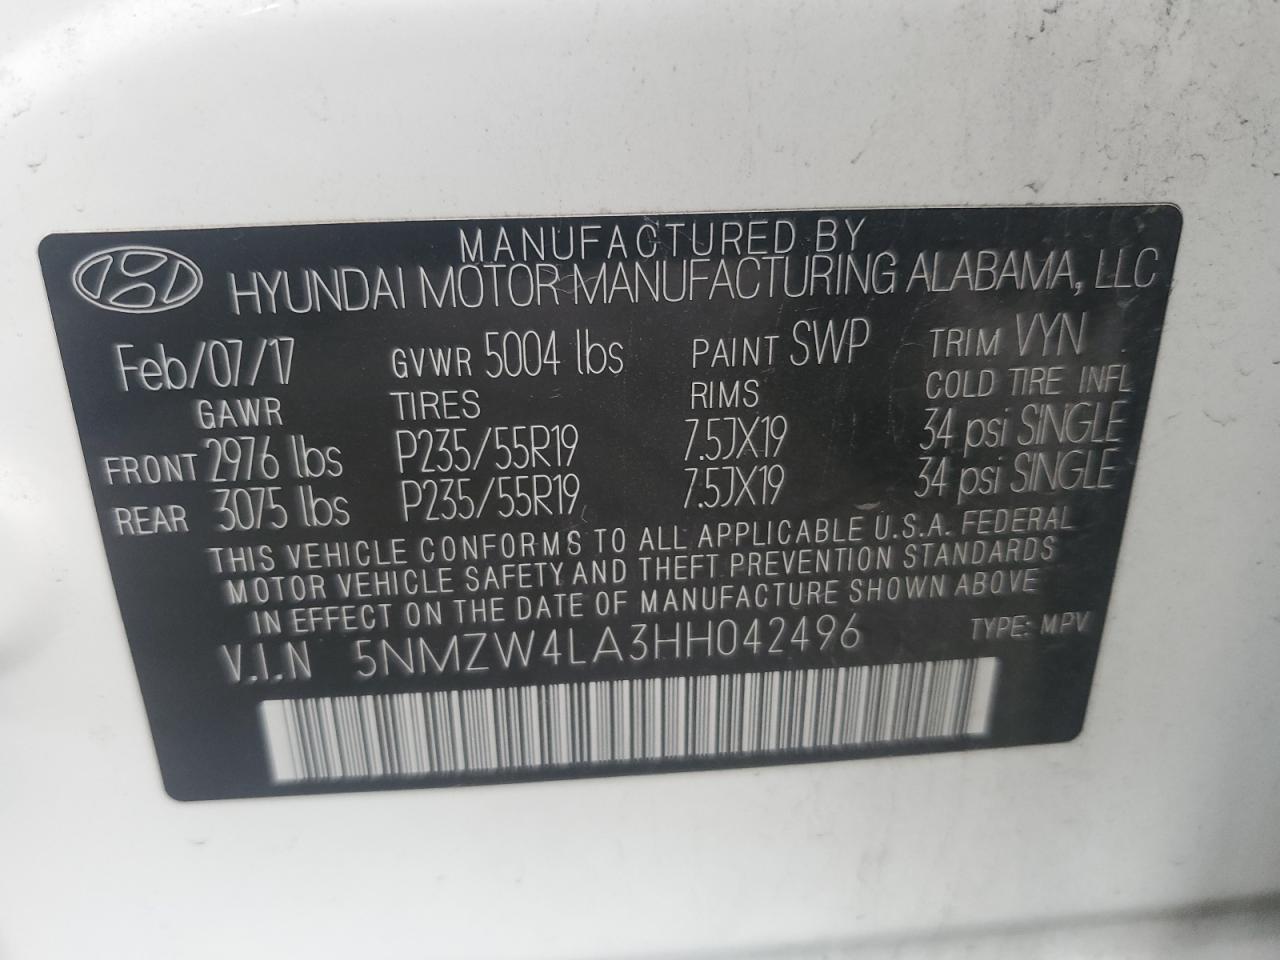 MANUFACTURED BY
HYUNDAI MOTOR MANUFACTURING ALABAMA, LLC
Feb/07/17 GVWR 5004 lbs PAINT SWP TRIM VYN
GAWR TIRES RIMS COLD TIRE INFL
FRONT 2976 lbs P235/55R19 7.5JX19 34 psi SINGLE
REAR 3075 lbs P235/55R19 7.5JX19 34 psi SINGLE
THIS VEHICLE CONFORMS TO ALL APPLICABLE U.S.A. FEDERAL
MOTOR VEHICLE SAFETY AND THEFT PREVENTION STANDARDS
IN EFFECT ON THE DATE OF MANUFACTURE SHOWN ABOVE
V.I.N 5NMZW4LA3HH042496 TYPE: MPV